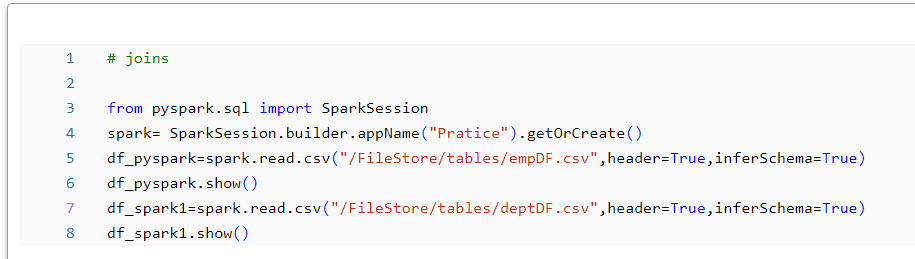 1 # joins
2
3 from pyspark.sql import SparkSession
4 spark= SparkSession.builder.appName("Pratice").getOrCreate()
5 df_pyspark=spark.read.csv("/FileStore/tables/empDF.csv",header=True,inferSchema=True)
6 df_pyspark.show()
7 df_spark1=spark.read.csv("/FileStore/tables/deptDF.csv",header=True,inferSchema=True)
8 df_spark1.show()